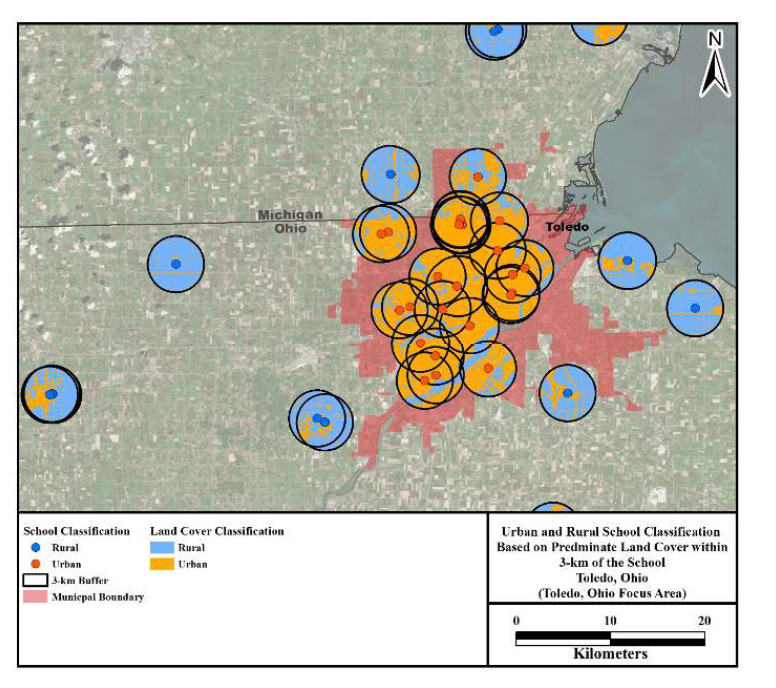 N
Michigan
Ohio
Toledo
School Classification
Rural
Urban
3-km Buffer
Municpal Boundary
Land Cover Classification
Rural
Urban
Urban and Rural School Classification
Based on Predminate Land Cover within
3-km of the School
Toledo, Ohio
(Toledo, Ohio Focus Area)
0 10 20
Kilometers